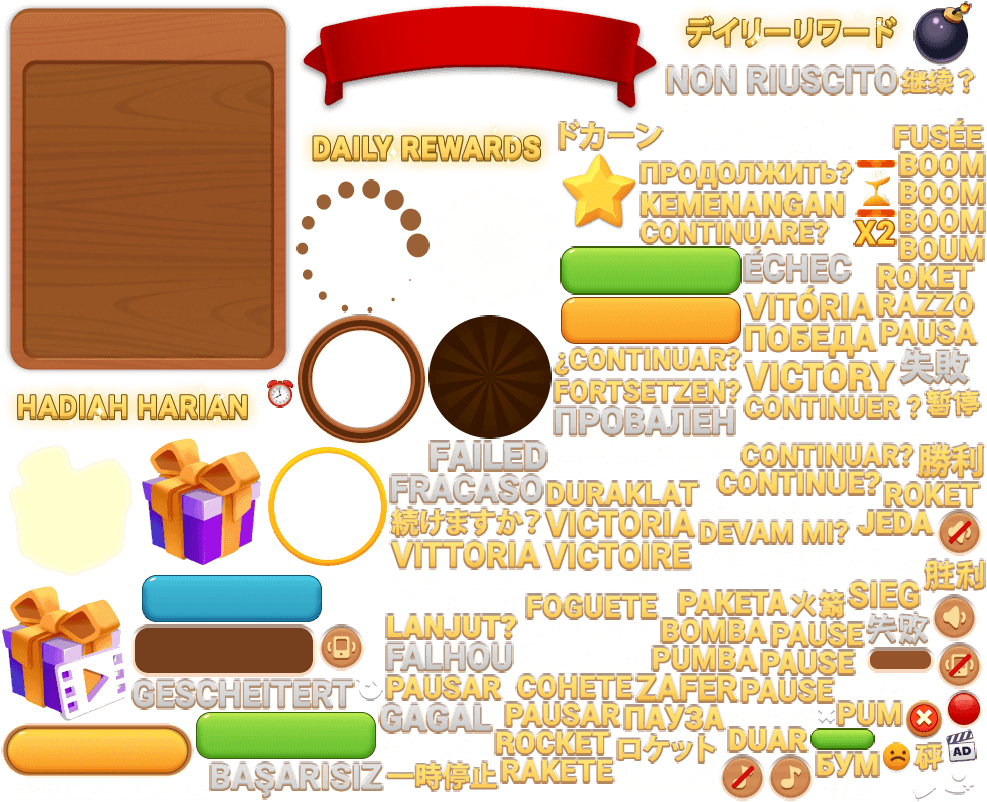 デイリーリワード
NON RIUSCITO
继续？
ドカーン
FUSÉE
DAILY REWARDS
ПРОДОЛЖИТЬ?
BOOM
KEMENANGAN
BOOM
CONTINUARE?
X2
BOOM
BOUM
ÉCHEC
ROKET
VITÓRIA
RAZZO
ПОБЕДА
PAUSA
¿CONTINUAR?
VICTORY
失败
FORTSETZEN?
CONTINUER ?
暂停
HADIAH HARIAN
ПРОВАЛЕН
FAILED
CONTINUAR?
勝利
FRACASO
DURAKLAT
CONTINUE?
ROKET
続けますか？
VICTORIA
DEVAM MI?
JEDA
VITTORIA
VICTOIRE
胜利
FOGUETE
РАКЕТА
火箭
SIEG
LANJUT?
BOMBA
PAUSE
失敗
FALHOU
PUMBA
PAUSE
GESCHEITERT
PAUSAR
COHETE
ZAFER
PAUSE
GAGAL
PAUSAR
ПАУЗА
PUM
ROCKET
ロケット
DUAR
BAŞARISIZ
一時停止
RAKETE
БУМ
砰
AD